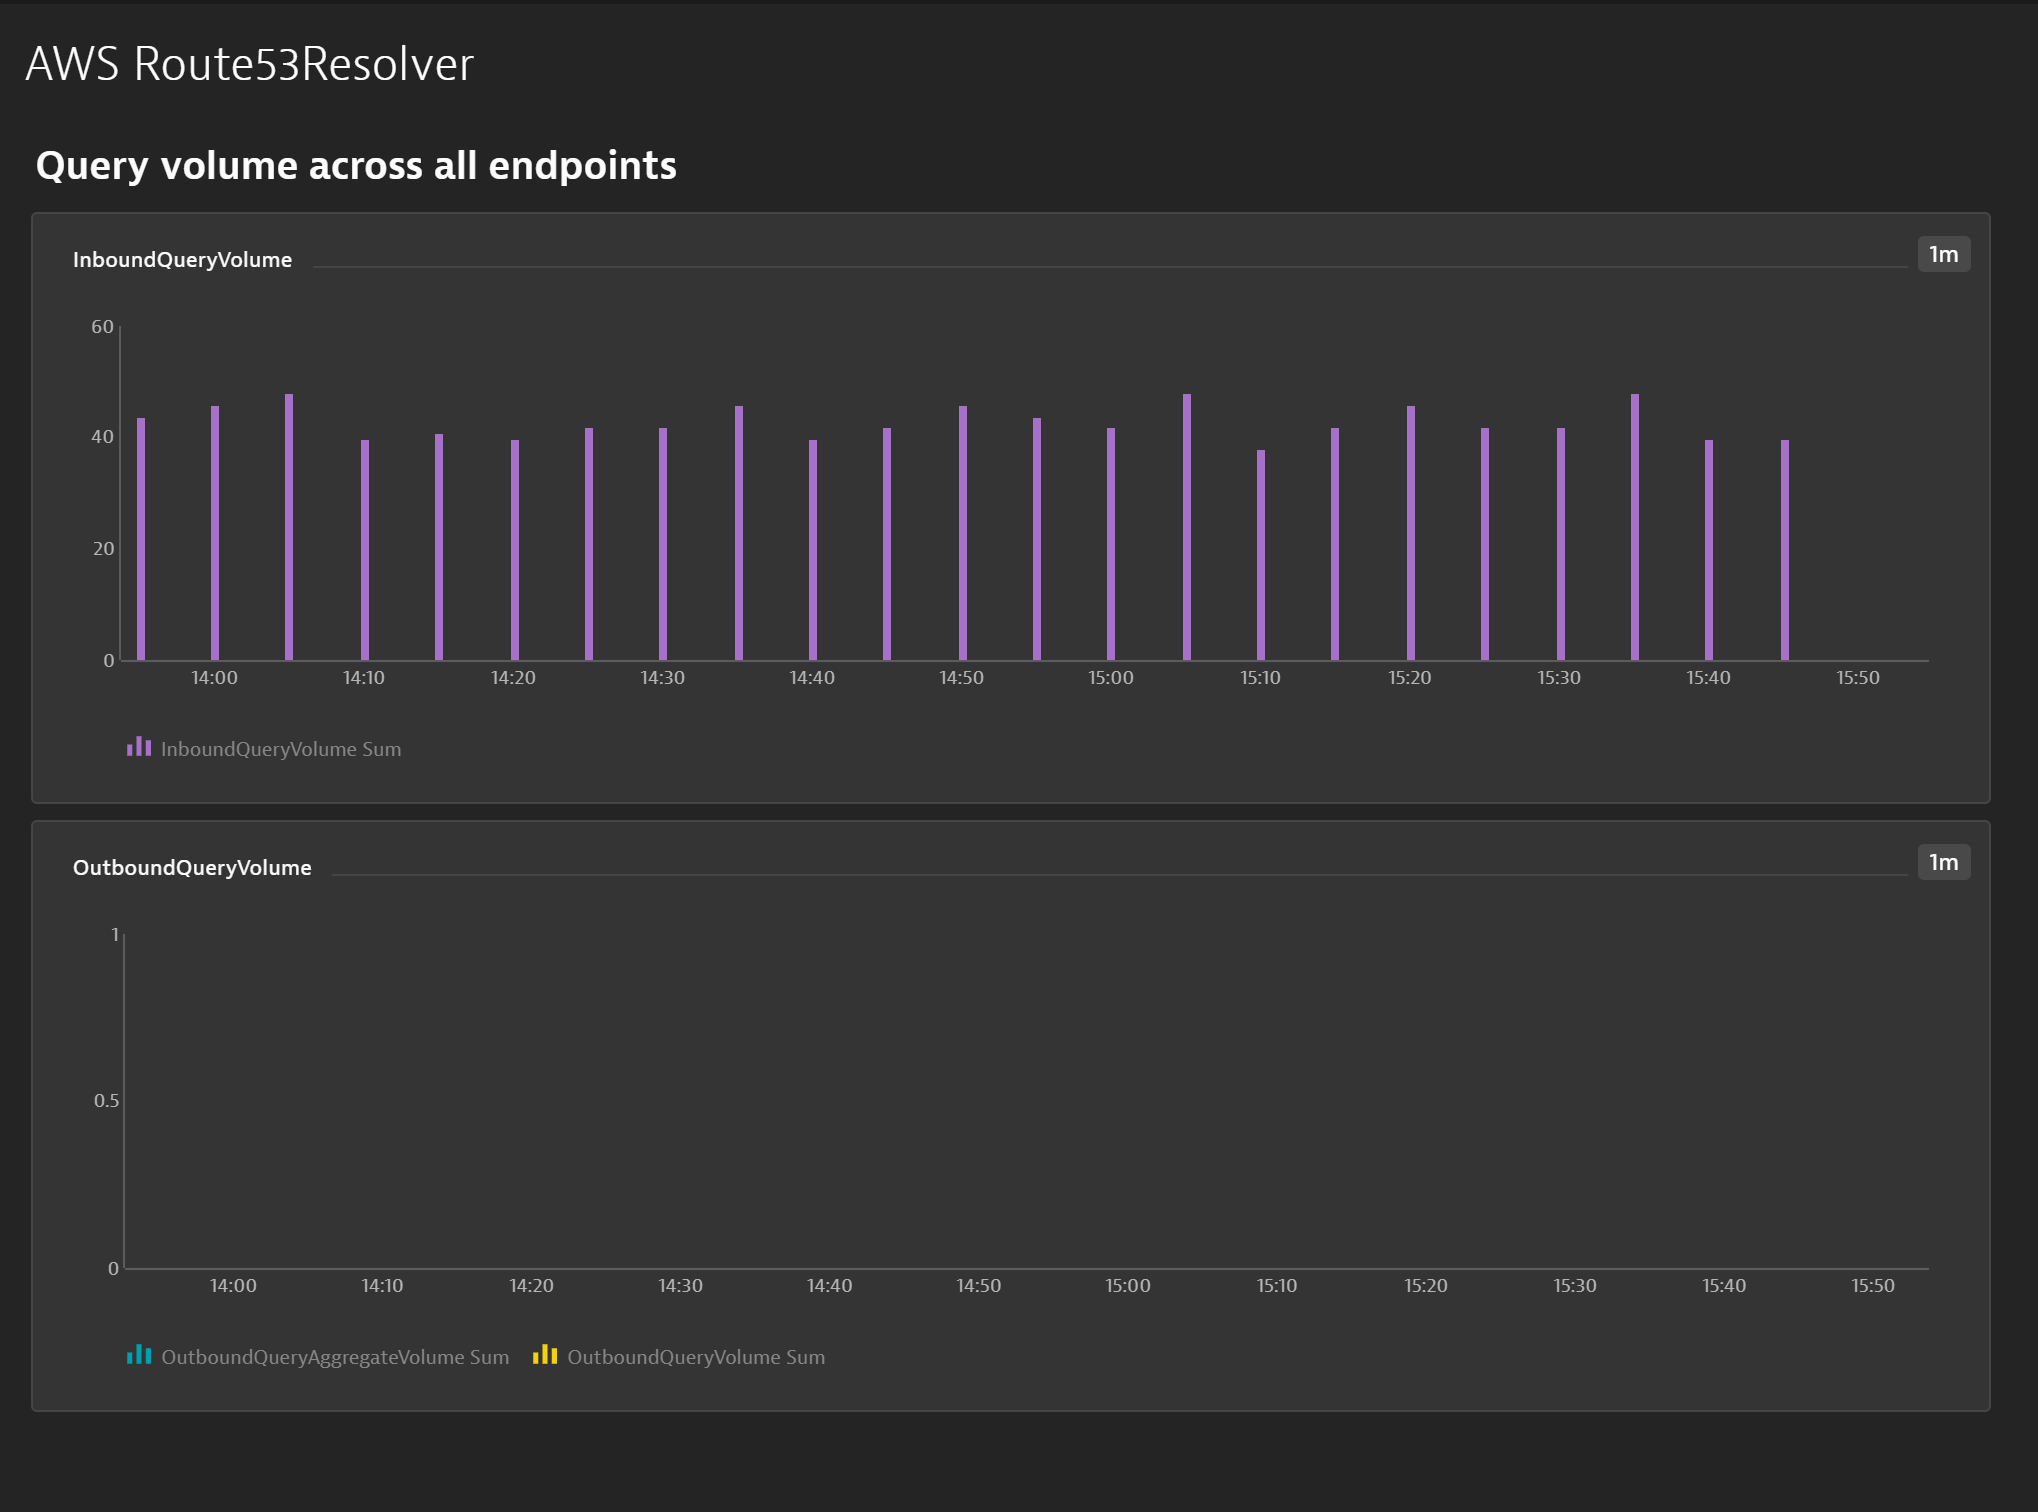 AWS Route53Resolver
Query volume across all endpoints
InboundQueryVolume
1m
60
40
20
0
14:00 14:10 14:20 14:30 14:40 14:50 15:00 15:10 15:20 15:30 15:40 15:50
InboundQueryVolume Sum
OutboundQueryVolume
1m
1
0.5
0
14:00 14:10 14:20 14:30 14:40 14:50 15:00 15:10 15:20 15:30 15:40 15:50
OutboundQueryAggregateVolume Sum OutboundQueryVolume Sum